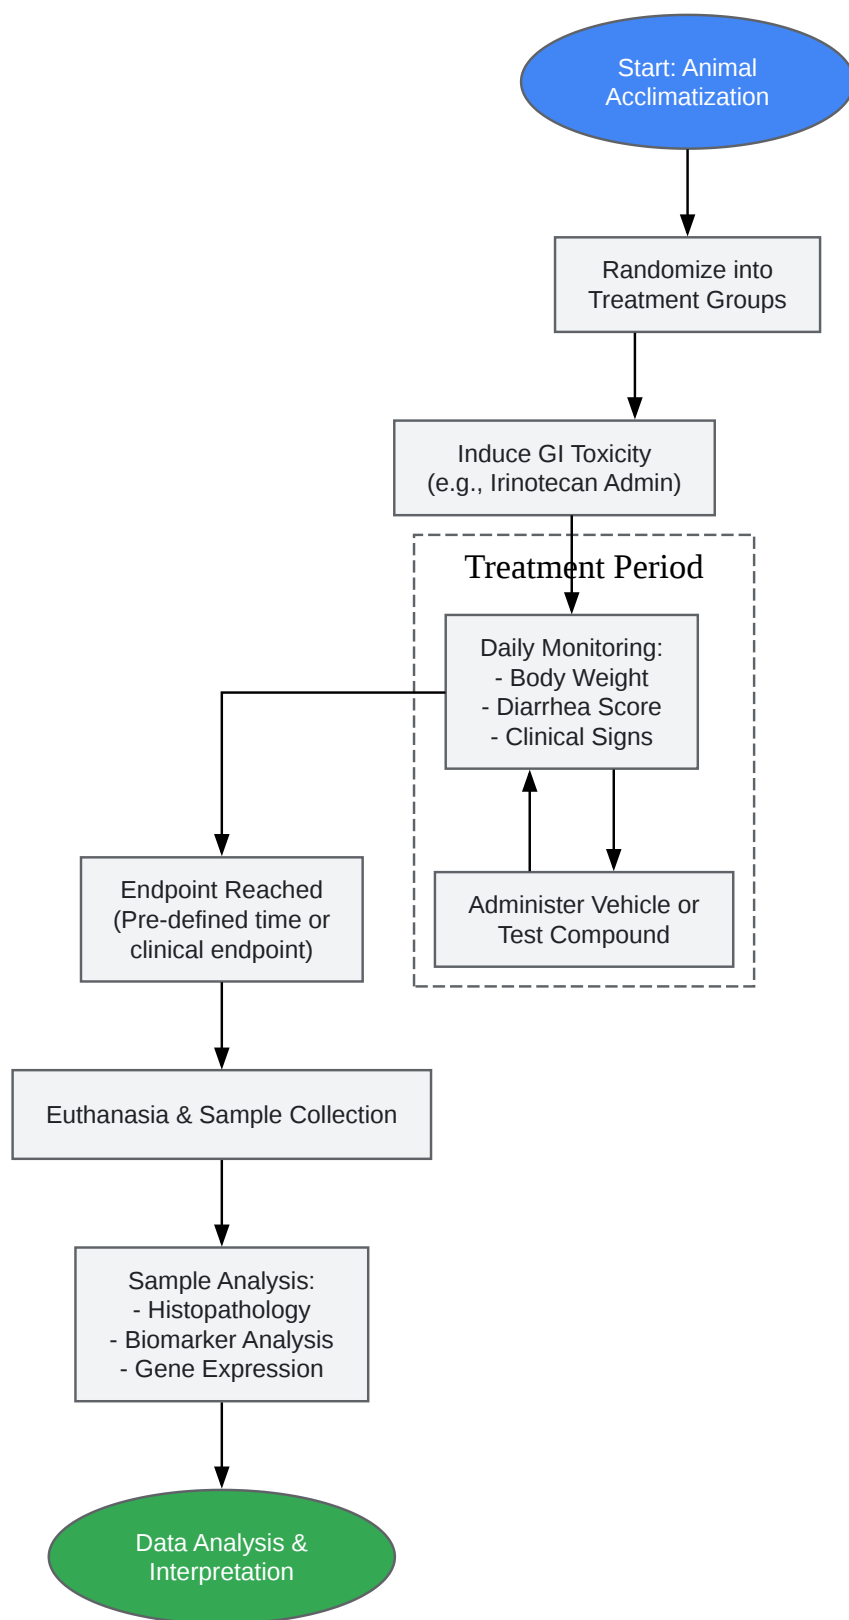 Start: Animal
Acclimatization
Randomize into
Treatment Groups
Induce GI Toxicity
(e.g., Irinotecan Admin)
Treatment Period
Daily Monitoring:
- Body Weight
- Diarrhea Score
- Clinical Signs
Administer Vehicle or
Test Compound
Endpoint Reached
(Pre-defined time or
clinical endpoint)
Euthanasia & Sample Collection
Sample Analysis:
- Histopathology
- Biomarker Analysis
- Gene Expression
Data Analysis &
Interpretation